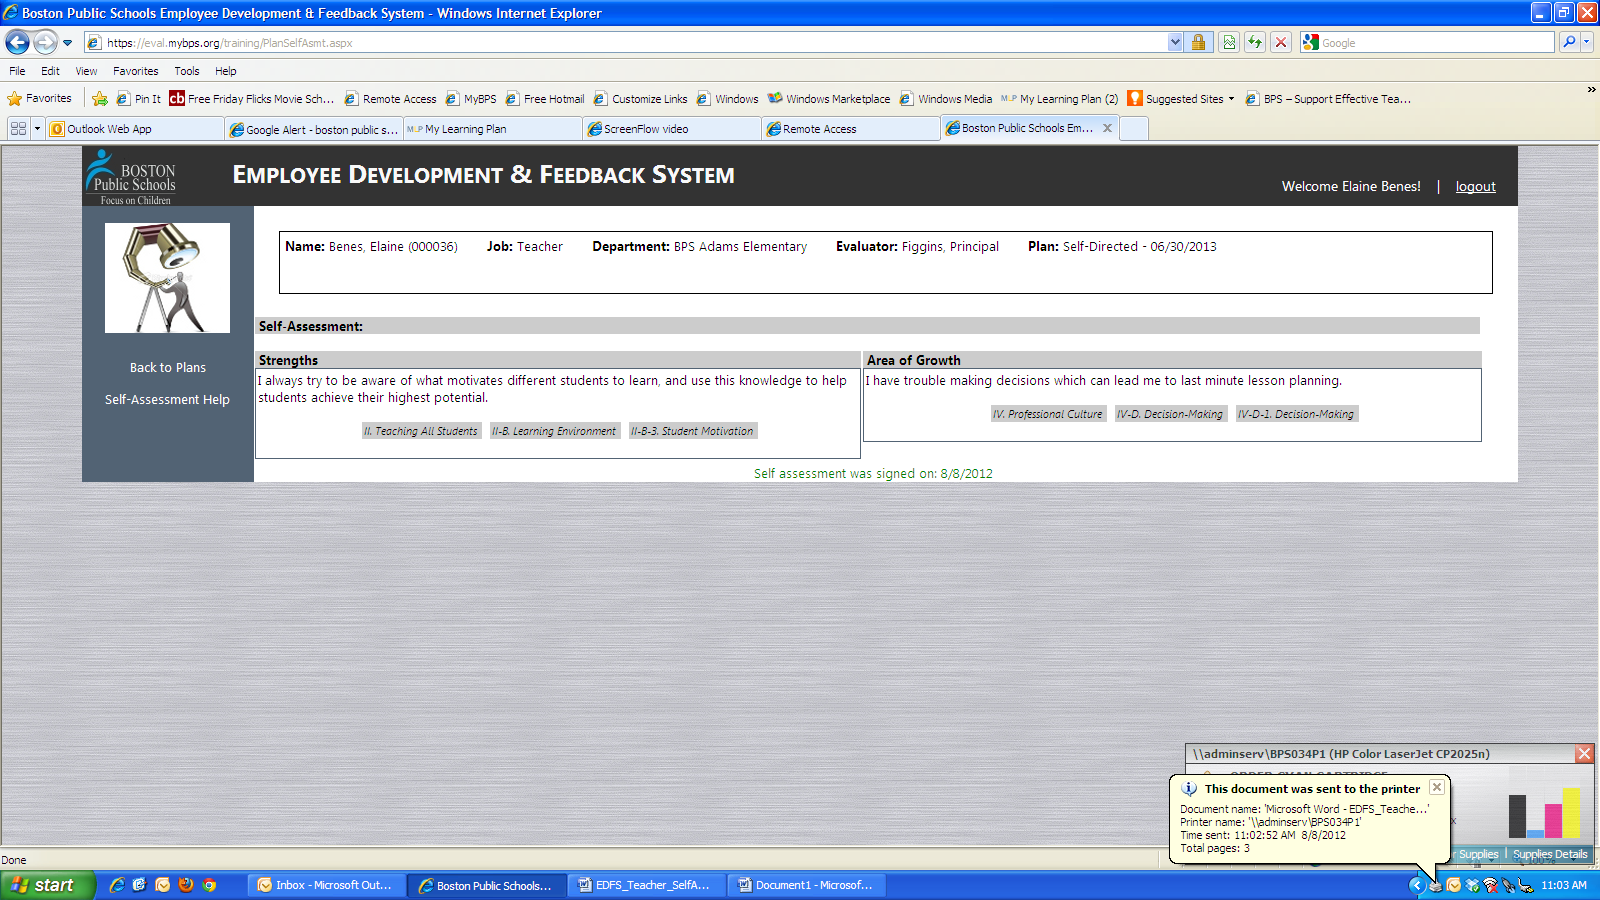 Boston Public Schools Employee Development & Feedback System - Windows Internet Explorer
https://eval.mybps.org/training/PlanSelfAsmt.aspx
Google
File Edit View Favorites Tools Help
Favorites Pin It Free Friday Flicks Movie Sch... Remote Access MyBPS Free Hotmail Customize Links Windows Windows Marketplace Windows Media MLP My Learning Plan (2) Suggested Sites BPS – Support Effective Tea...
Outlook Web App Google Alert - boston public s... MLP My Learning Plan ScreenFlow video Remote Access Boston Public Schools Em...
BOSTON
Public Schools
Focus on Children
EMPLOYEE DEVELOPMENT & FEEDBACK SYSTEM
Welcome Elaine Benes! | logout
Name: Benes, Elaine (000036) Job: Teacher Department: BPS Adams Elementary Evaluator: Figgins, Principal Plan: Self-Directed - 06/30/2013
Back to Plans
Self-Assessment Help
Self-Assessment:
Strengths
I always try to be aware of what motivates different students to learn, and use this knowledge to help
students achieve their highest potential.
II. Teaching All Students II-B. Learning Environment II-B-3. Student Motivation
Area of Growth
I have trouble making decisions which can lead me to last minute lesson planning.
IV. Professional Culture IV-D. Decision-Making IV-D-1. Decision-Making
Self assessment was signed on: 8/8/2012
\\adminserv\BPS034P1 (HP Color LaserJet CP2025n)
This document was sent to the printer
Document name: 'Microsoft Word - EDFS_Teache...'
Printer name: '\\adminserv\BPS034P1'
Time sent: 11:02:52 AM 8/8/2012
Total pages: 3
Supplies | Supplies Details
Done
start Inbox - Microsoft Out... Boston Public Schools... EDFS_Teacher_SelfA... Document1 - Microsof... 11:03 AM